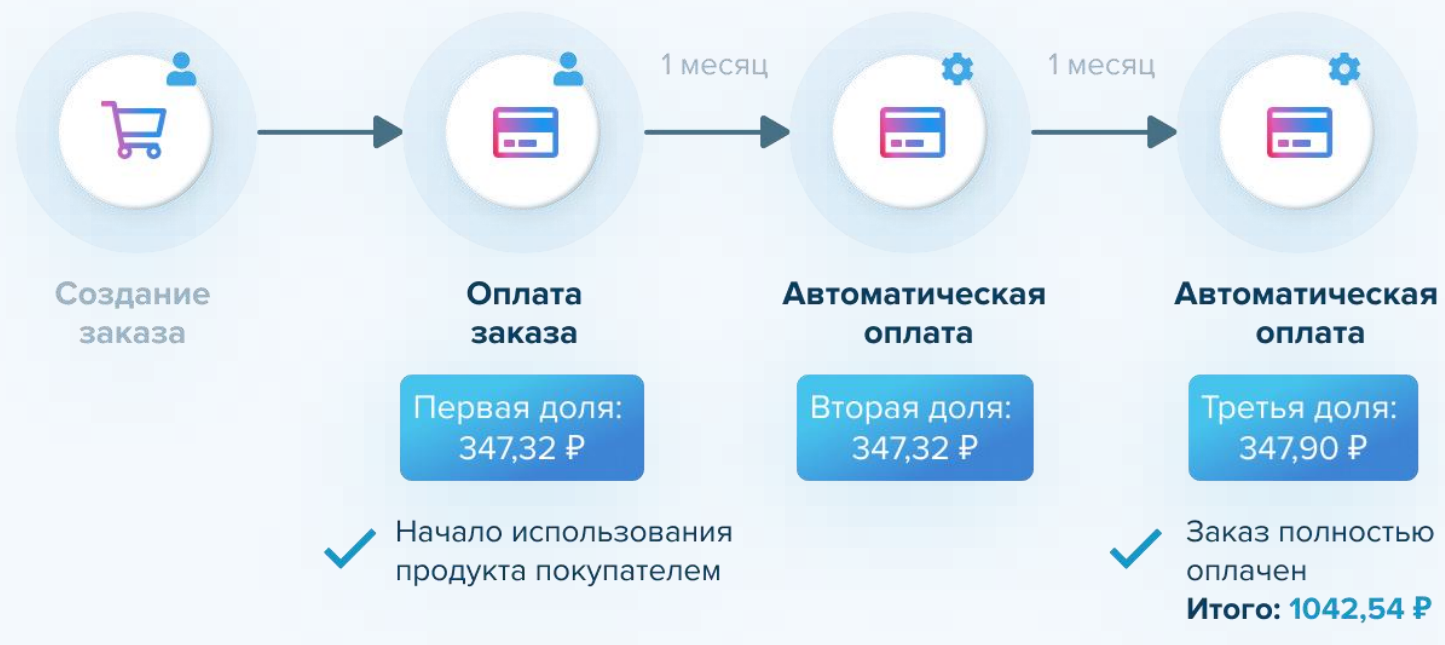 1 месяц
1 месяц
Создание
заказа
Оплата
заказа
Автоматическая
оплата
Автоматическая
оплата
Первая доля:
347,32 ₽
Вторая доля:
347,32 ₽
Третья доля:
347,90 ₽
Начало использования
продукта покупателем
Заказ полностью
оплачен
Итого: 1042,54 ₽